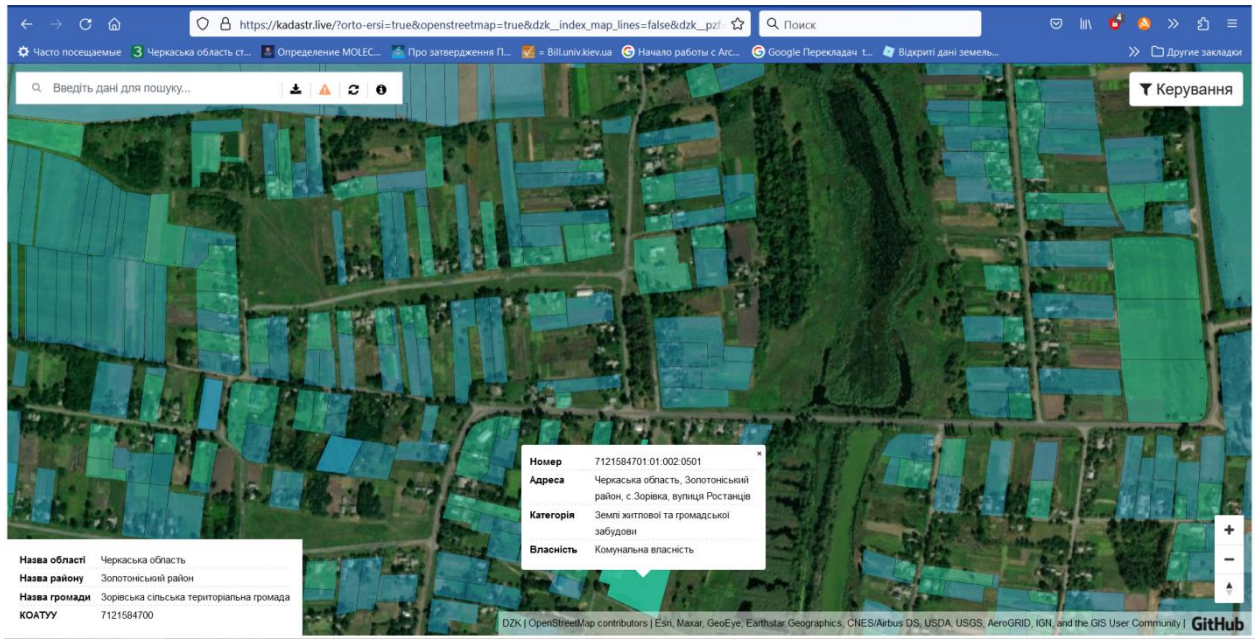 https://kadastr.live/?orto-ersi=true&openstreetmap=true&dzk__index_map_lines=false&dzk__pzf
Поиск
4
Часто посещаемые
Черкаська область ст...
Определение MOLEC...
Про затвердження П...
= Bill.univ.kiev.ua
Начало работы с Arc...
Google Перекладач t...
Відкриті дані земель...
Другие закладки
Введіть дані для пошуку...
Керування
Номер 7121584701:01:002:0501
Адреса Черкаська область, Золотоніський
район, с.Зорівка, вулиця Ростанців
Категорія Землі житлової та громадської
забудови
Власність Комунальна власність
Назва області Черкаська область
Назва району Золотоніський район
Назва громади Зорівська сільська територіальна громада
КОАТУУ 7121584700
DZK | OpenStreetMap contributors | Esri, Maxar, GeoEye, Earthstar Geographics, CNES/Airbus DS, USDA, USGS, AeroGRID, IGN, and the GIS User Community | GitHub